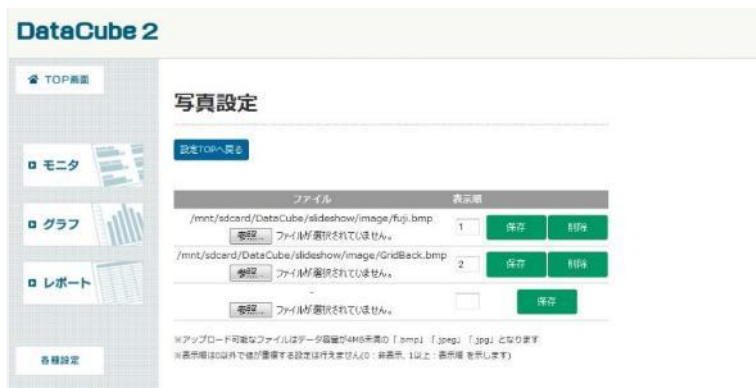 DataCube 2
TOP画面
写真設定
設定TOPへ戻る
モニタ
グラフ
レポート
各種設定
ファイル 表示順
/mnt/sdcard/DataCube/slideshow/image/fuji.bmp
参照... ファイルが選択されていません。 1 保存 削除
/mnt/sdcard/DataCube/slideshow/image/GridBack.bmp
参照... ファイルが選択されていません。 2 保存 削除
-
参照... ファイルが選択されていません。 保存
※アップロード可能なファイルはデータ容量が4MB未満の「.bmp」「.jpeg」「.jpg」となります
※表示順は0以外で値が重複する設定は行えません(0：非表示、1以上：表示順 を示します)